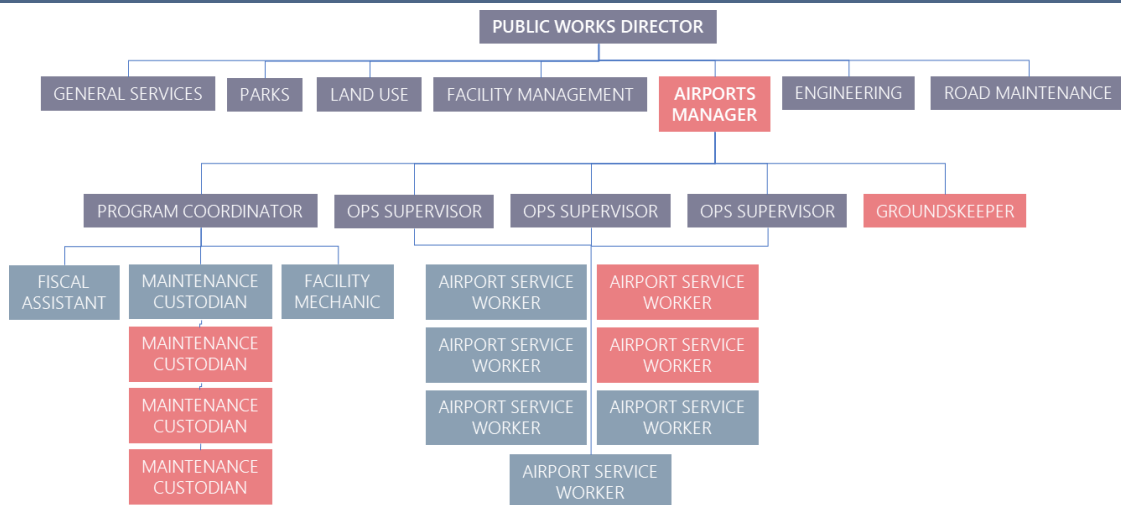 PUBLIC WORKS DIRECTOR
GENERAL SERVICES
PARKS
LAND USE
FACILITY MANAGEMENT
AIRPORTS
MANAGER
ENGINEERING
ROAD MAINTENANCE
PROGRAM COORDINATOR
OPS SUPERVISOR
OPS SUPERVISOR
OPS SUPERVISOR
GROUNDSKEEPER
FISCAL
ASSISTANT
MAINTENANCE
CUSTODIAN
FACILITY
MECHANIC
AIRPORT SERVICE
WORKER
AIRPORT SERVICE
WORKER
MAINTENANCE
CUSTODIAN
AIRPORT SERVICE
WORKER
AIRPORT SERVICE
WORKER
MAINTENANCE
CUSTODIAN
AIRPORT SERVICE
WORKER
AIRPORT SERVICE
WORKER
MAINTENANCE
CUSTODIAN
AIRPORT SERVICE
WORKER